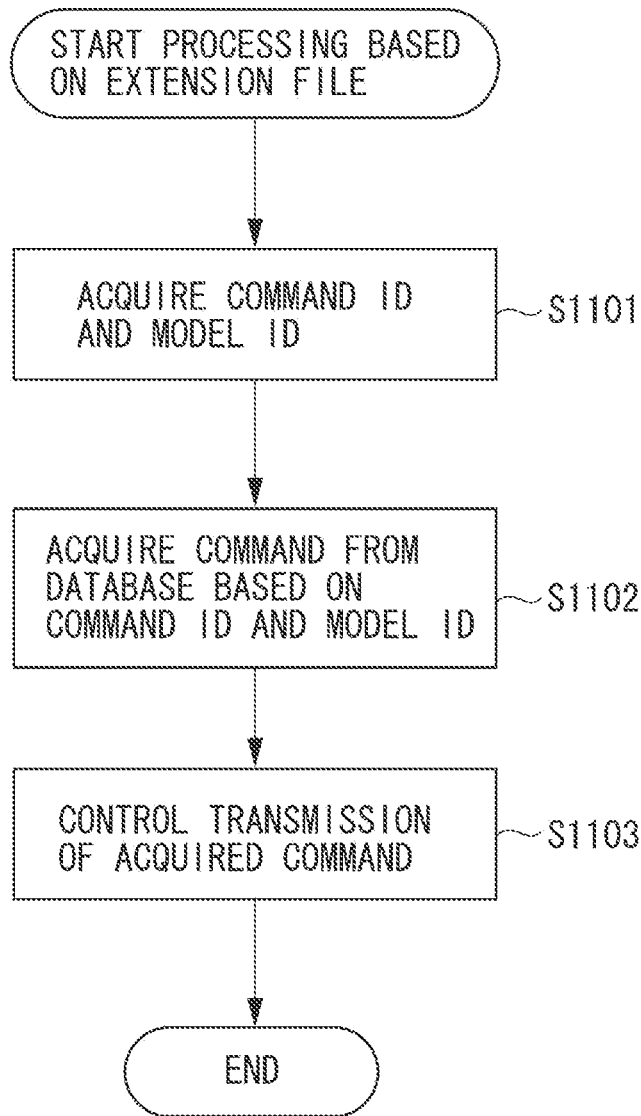 START PROCESSING BASED
ON EXTENSION FILE
ACQUIRE COMMAND ID
AND MODEL ID
S1101
ACQUIRE COMMAND FROM
DATABASE BASED ON
COMMAND ID AND MODEL ID
S1102
CONTROL TRANSMISSION
OF ACQUIRED COMMAND
S1103
END